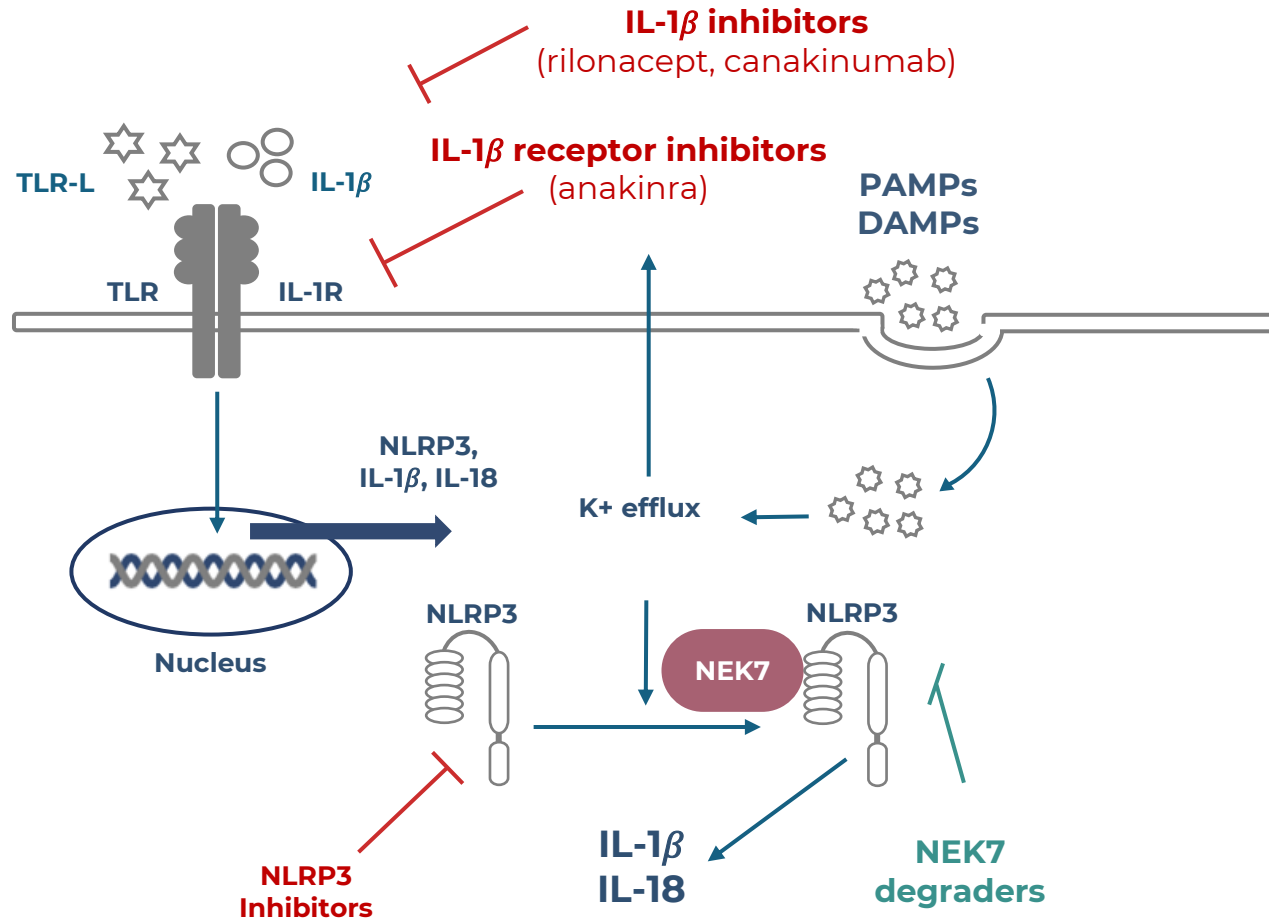 IL-1β inhibitors
(rilonacept, canakinumab)
IL-1β receptor inhibitors
(anakinra)
TLR-L
IL-1β
PAMPs
DAMPs
TLR
IL-1R
NLRP3,
IL-1β, IL-18
K+ efflux
Nucleus
NLRP3
NEK7
NLRP3
NLRP3
Inhibitors
IL-1β
IL-18
NEK7
degraders